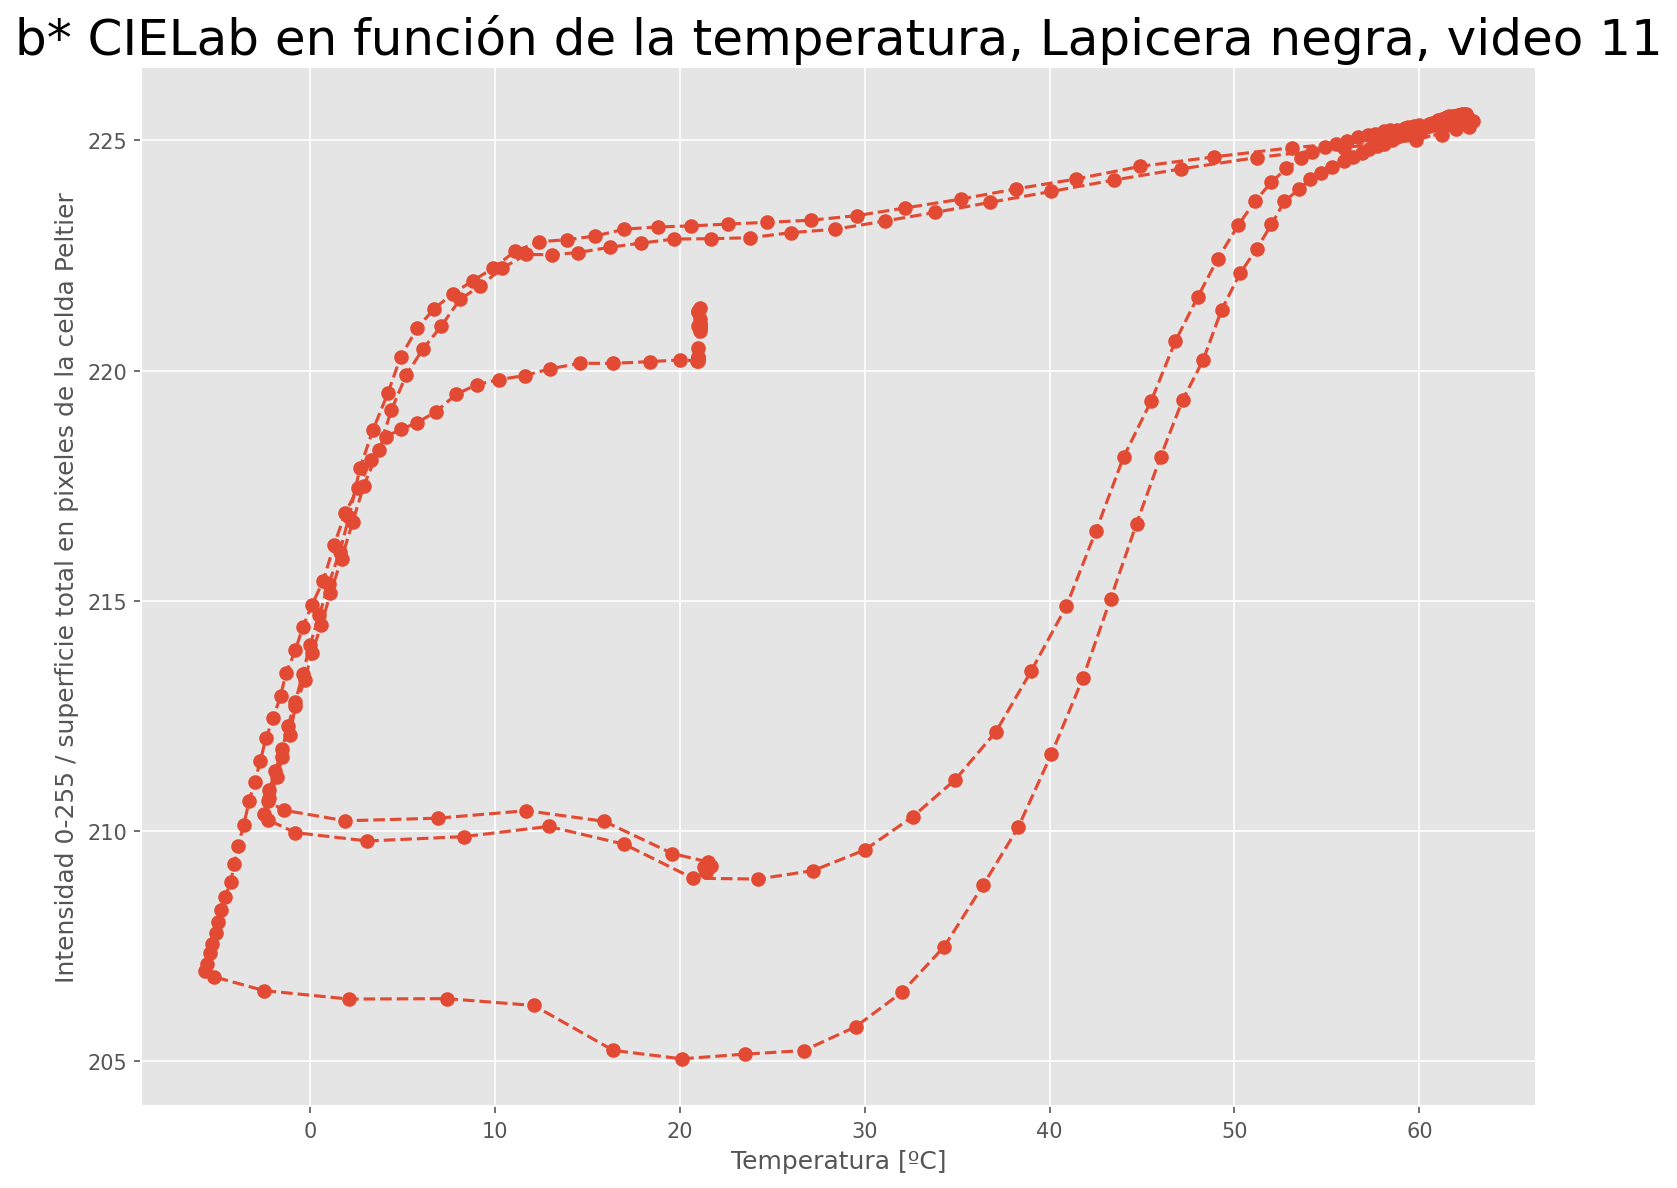 b* CIELab en función de la temperatura, Lapicera negra, video 11
Intensidad 0-255 / superficie total en pixeles de la celda Peltier
225
220
215
210
205
0 10 20 30 40 50 60
Temperatura [ºC]